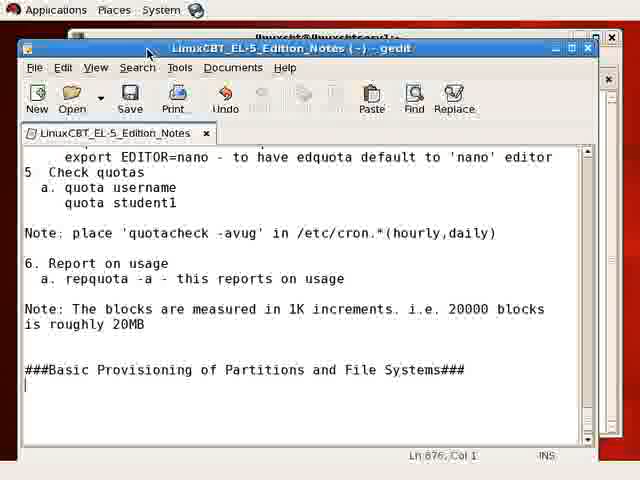 Applications Places System
LinuxCBT_EL-5_Edition_Notes (~) - gedit
File Edit View Search Tools Documents Help
New Open Save Print... Undo Paste Find Replace
LinuxCBT_EL-5_Edition_Notes
export EDITOR=nano - to have edquota default to 'nano' editor
5 Check quotas
a. quota username
quota student1
Note: place 'quotacheck -avug' in /etc/cron.*(hourly,daily)
6. Report on usage
a. repquota -a - this reports on usage
Note: The blocks are measured in 1K increments. i.e. 20000 blocks
is roughly 20MB
###Basic Provisioning of Partitions and File Systems###
Ln 876, Col 1 INS